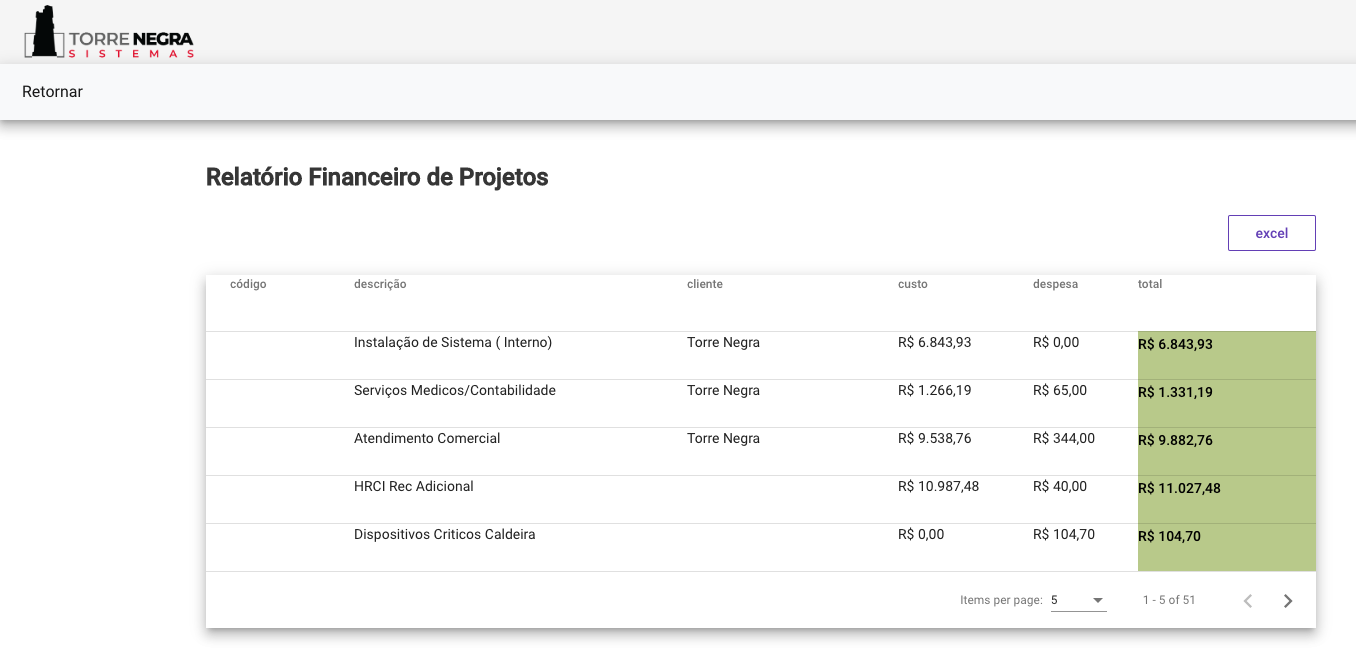 TORRE NEGRA
SISTEMAS
Retornar
Relatório Financeiro de Projetos
excel
código descrição cliente custo despesa total
Instalação de Sistema ( Interno) Torre Negra R$ 6.843,93 R$ 0,00 R$ 6.843,93
Serviços Medicos/Contabilidade Torre Negra R$ 1.266,19 R$ 65,00 R$ 1.331,19
Atendimento Comercial Torre Negra R$ 9.538,76 R$ 344,00 R$ 9.882,76
HRCI Rec Adicional R$ 10.987,48 R$ 40,00 R$ 11.027,48
Dispositivos Criticos Caldeira R$ 0,00 R$ 104,70 R$ 104,70
Items per page: 5 1 - 5 of 51